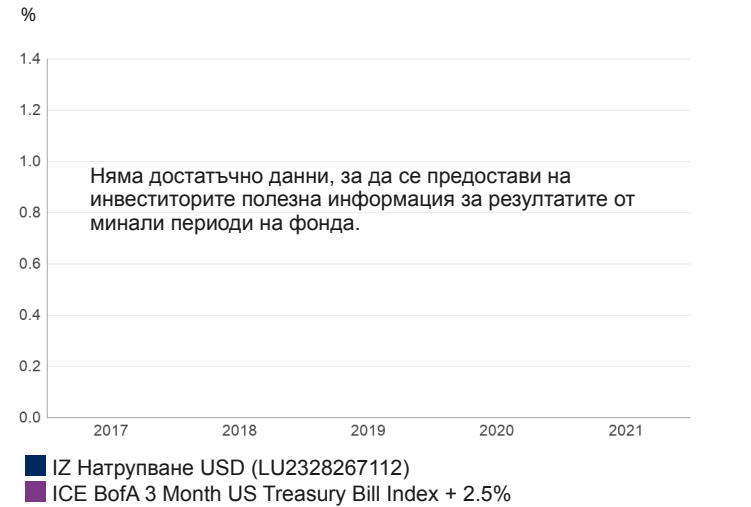 %
1.4
1.2
1.0
Няма достатъчно данни, за да се предостави на
инвеститорите полезна информация за резултатите от
0.8
минали периоди на фонда.
0.6
0.4
0.2
0.0
2017 2018 2019 2020 2021
IZ Натрупване USD (LU2328267112)
ICE BofA 3 Month US Treasury Bill Index + 2.5%